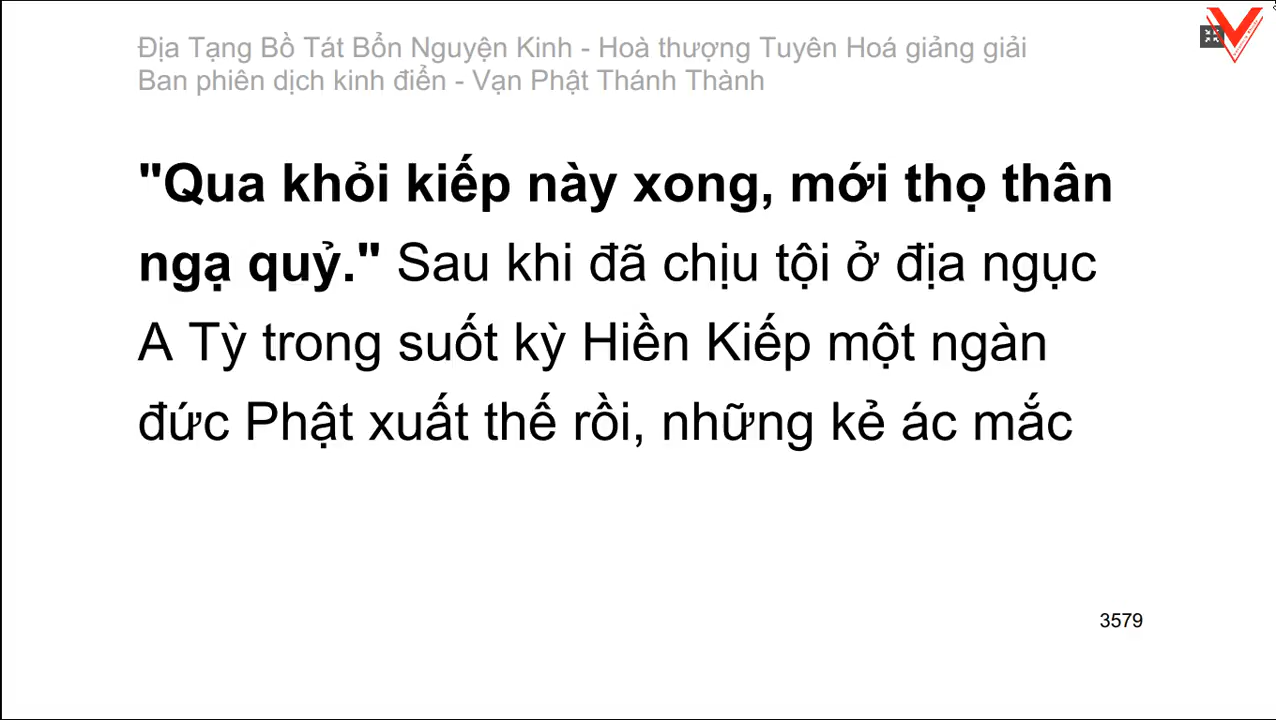 Địa Tạng Bồ Tát Bổn Nguyện Kinh - Hoà thượng Tuyên Hoá giảng giải
Ban phiên dịch kinh điển - Vạn Phật Thánh Thành
"Qua khỏi kiếp này xong, mới thọ thân
ngạ quỷ." Sau khi đã chịu tội ở địa ngục
A Tỳ trong suốt kỳ Hiền Kiếp một ngàn
đức Phật xuất thế rồi, những kẻ ác mắc
3579